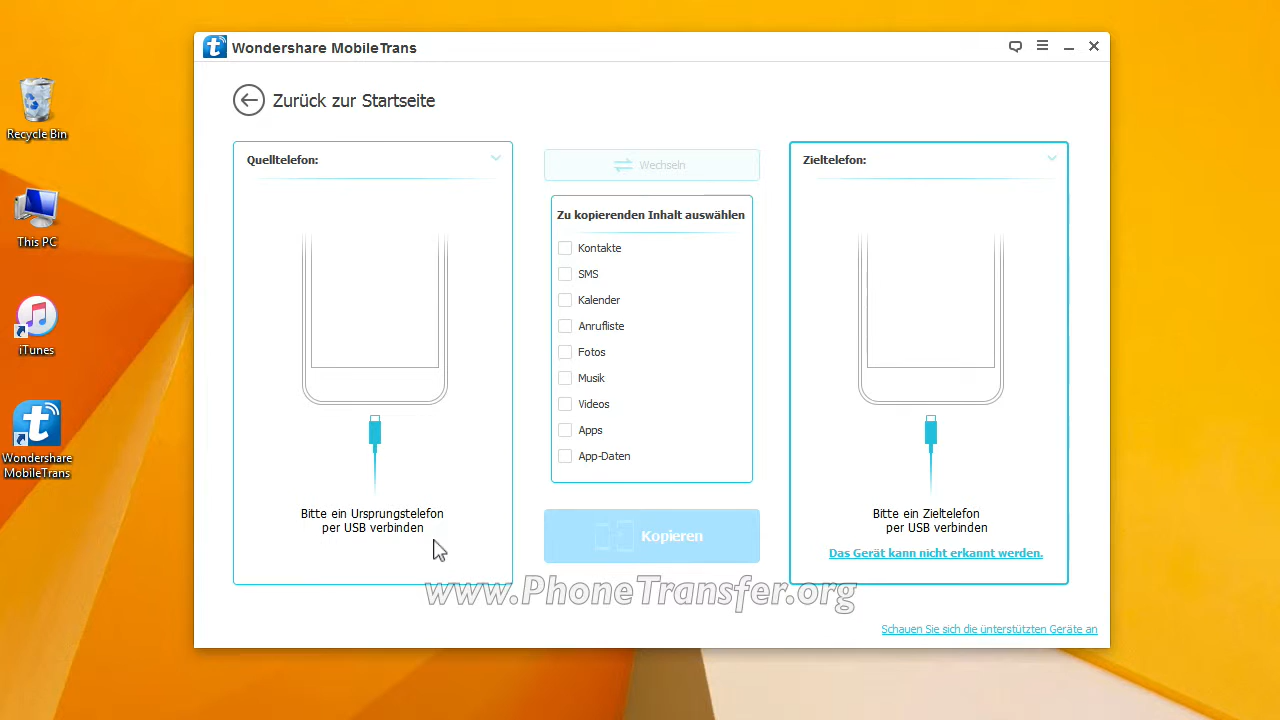 Recycle Bin
This PC
iTunes
Wondershare
MobileTrans
Wondershare MobileTrans
Zurück zur Startseite
Quelltelefon:
Bitte ein Ursprungstelefon
per USB verbinden
Wechseln
Zu kopierenden Inhalt auswählen
Kontakte
SMS
Kalender
Anrufliste
Fotos
Musik
Videos
Apps
App-Daten
Kopieren
Zieltelefon:
Bitte ein Zieltelefon
per USB verbinden
Das Gerät kann nicht erkannt werden.
www.PhoneTransfer.org
Schauen Sie sich die ünterstützten Geräte an